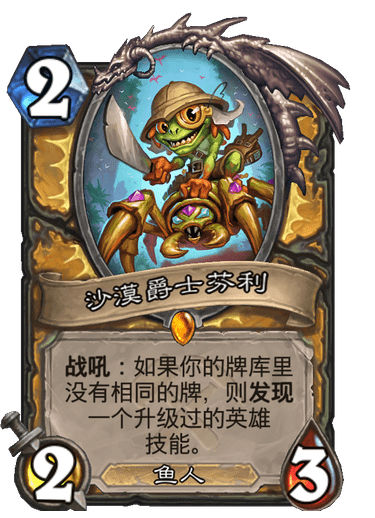 2
沙漠爵士芬利
战吼：如果你的牌库里
没有相同的牌，则发现
一个升级过的英雄
技能。
2
鱼人
3